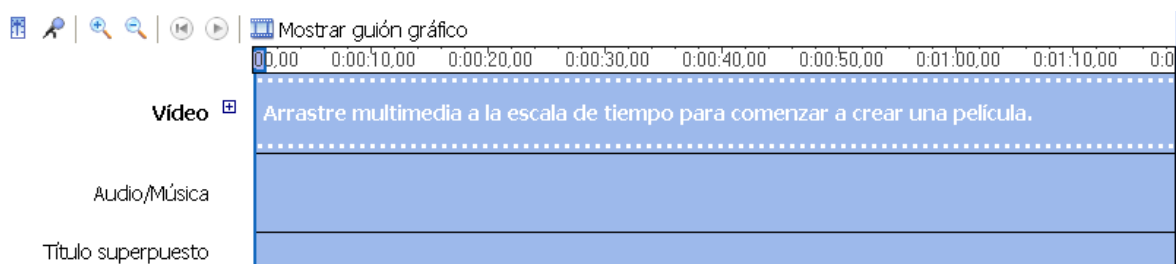 Mostrar guión gráfico
00,00 0:00:10,00 0:00:20,00 0:00:30,00 0:00:40,00 0:00:50,00 0:01:00,00 0:01:10,00 0:0
Vídeo Arrastre multimedia a la escala de tiempo para comenzar a crear una película.
Audio/Música
Título superpuesto